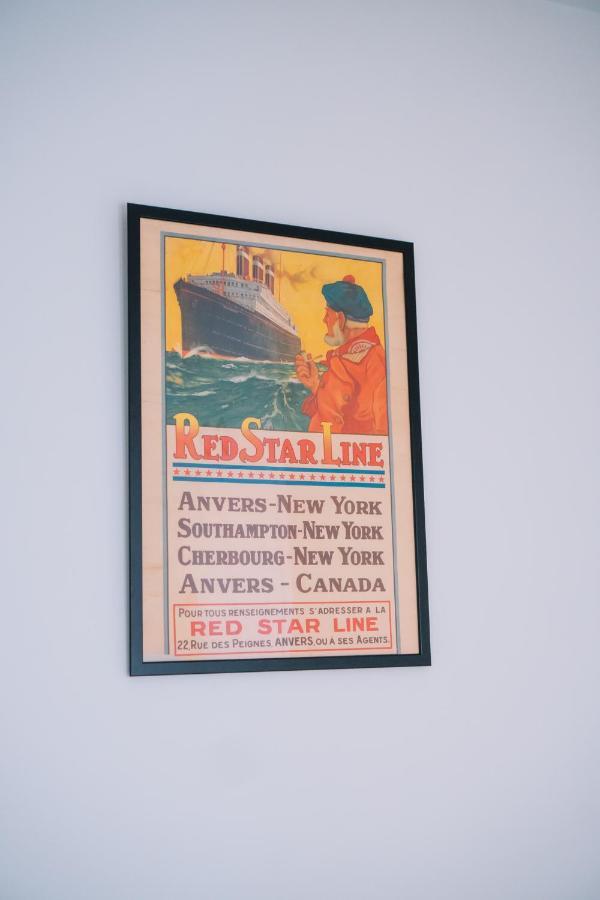 RED STAR LINE
ANVERS-NEW YORK
SOUTHAMPTON-NEW YORK
CHERBOURG-NEW YORK
ANVERS - CANADA
POUR TOUS RENSEIGNEMENTS S'ADRESSER A LA
RED STAR LINE
22, RUE DES PEIGNES, ANVERS, OU A SES AGENTS.